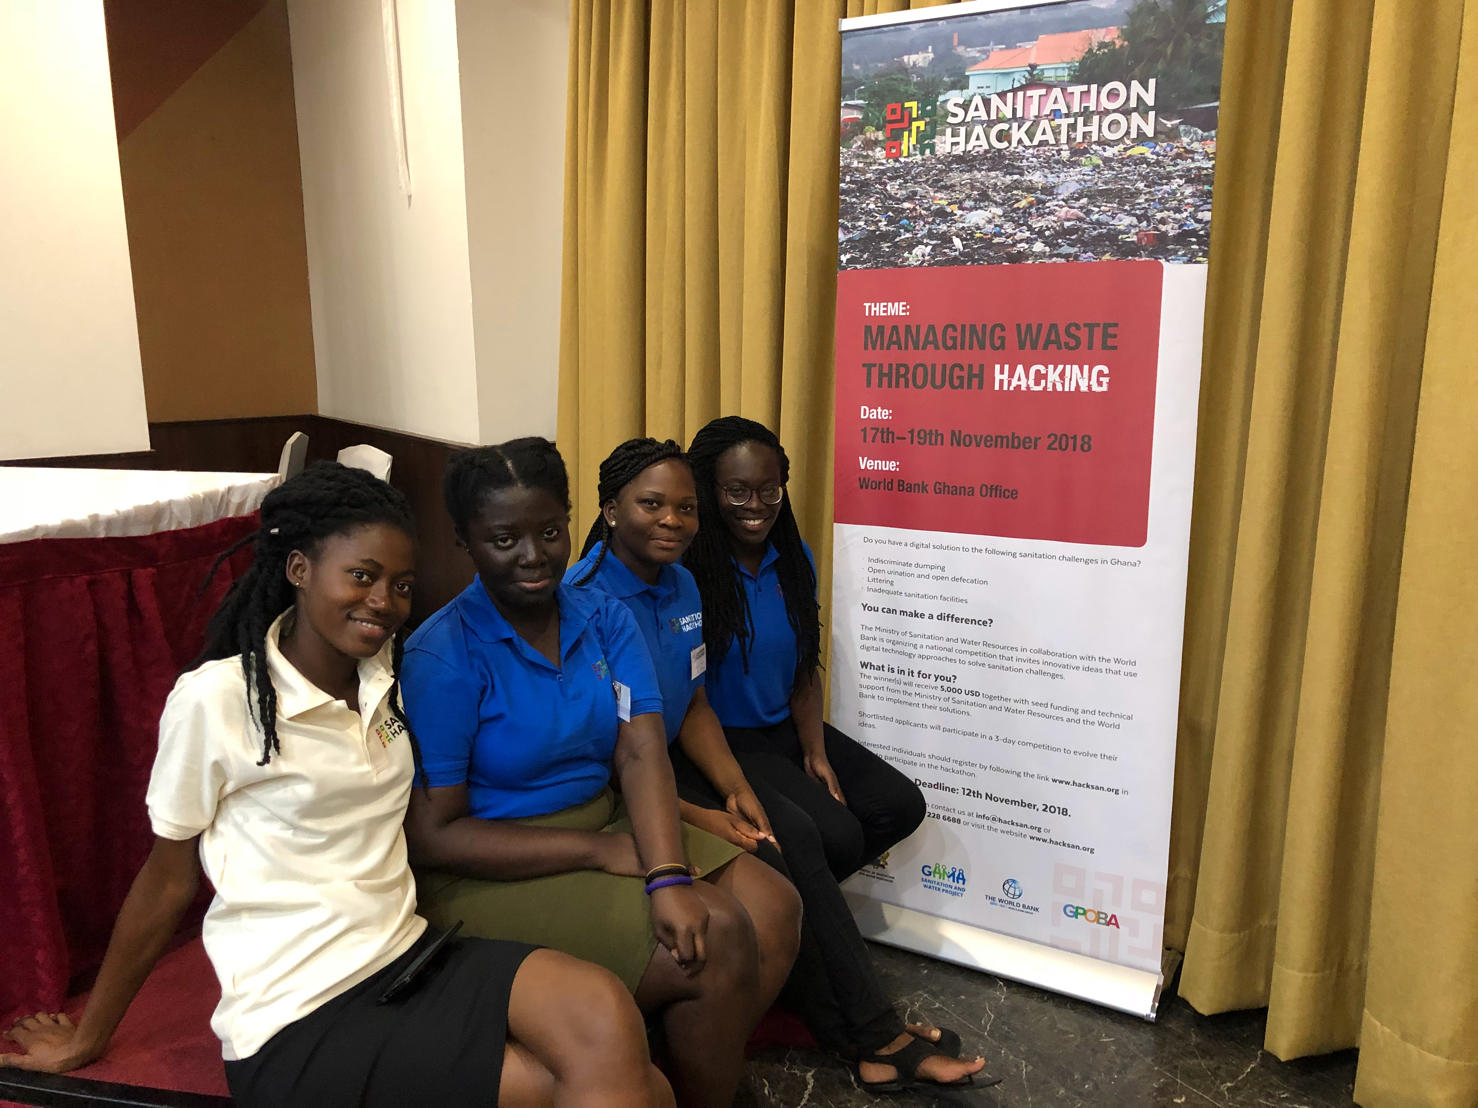 SANITATION
HACKATHON
THEME:
MANAGING WASTE
THROUGH HACKING
Date:
17th–19th November 2018
Venue:
World Bank Ghana Office
Do you have a digital solution to the following sanitation challenges in Ghana?
· Indiscriminate dumping
· Open urination and open defecation
· Littering
· Inadequate sanitation facilities
You can make a difference?
The Ministry of Sanitation and Water Resources in collaboration with the World
Bank is organizing a national competition that invites innovative ideas that use
digital technology approaches to solve sanitation challenges.
What is in it for you?
The winner(s) will receive 5,000 USD together with seed funding and technical
support from the Ministry of Sanitation and Water Resources and the World
Bank to implement their solutions.
Shortlisted applicants will participate in a 3-day competition to evolve their
ideas.
Interested individuals should register by following the link www.hacksan.org in
to participate in the hackathon.
Deadline: 12th November, 2018.
contact us at info@hacksan.org or
228 6688 or visit the website www.hacksan.org
GAMA
SANITATION AND
WATER PROJECT
THE WORLD BANK
GPOBA
SANITATIO
HACKATHO
SA
HA